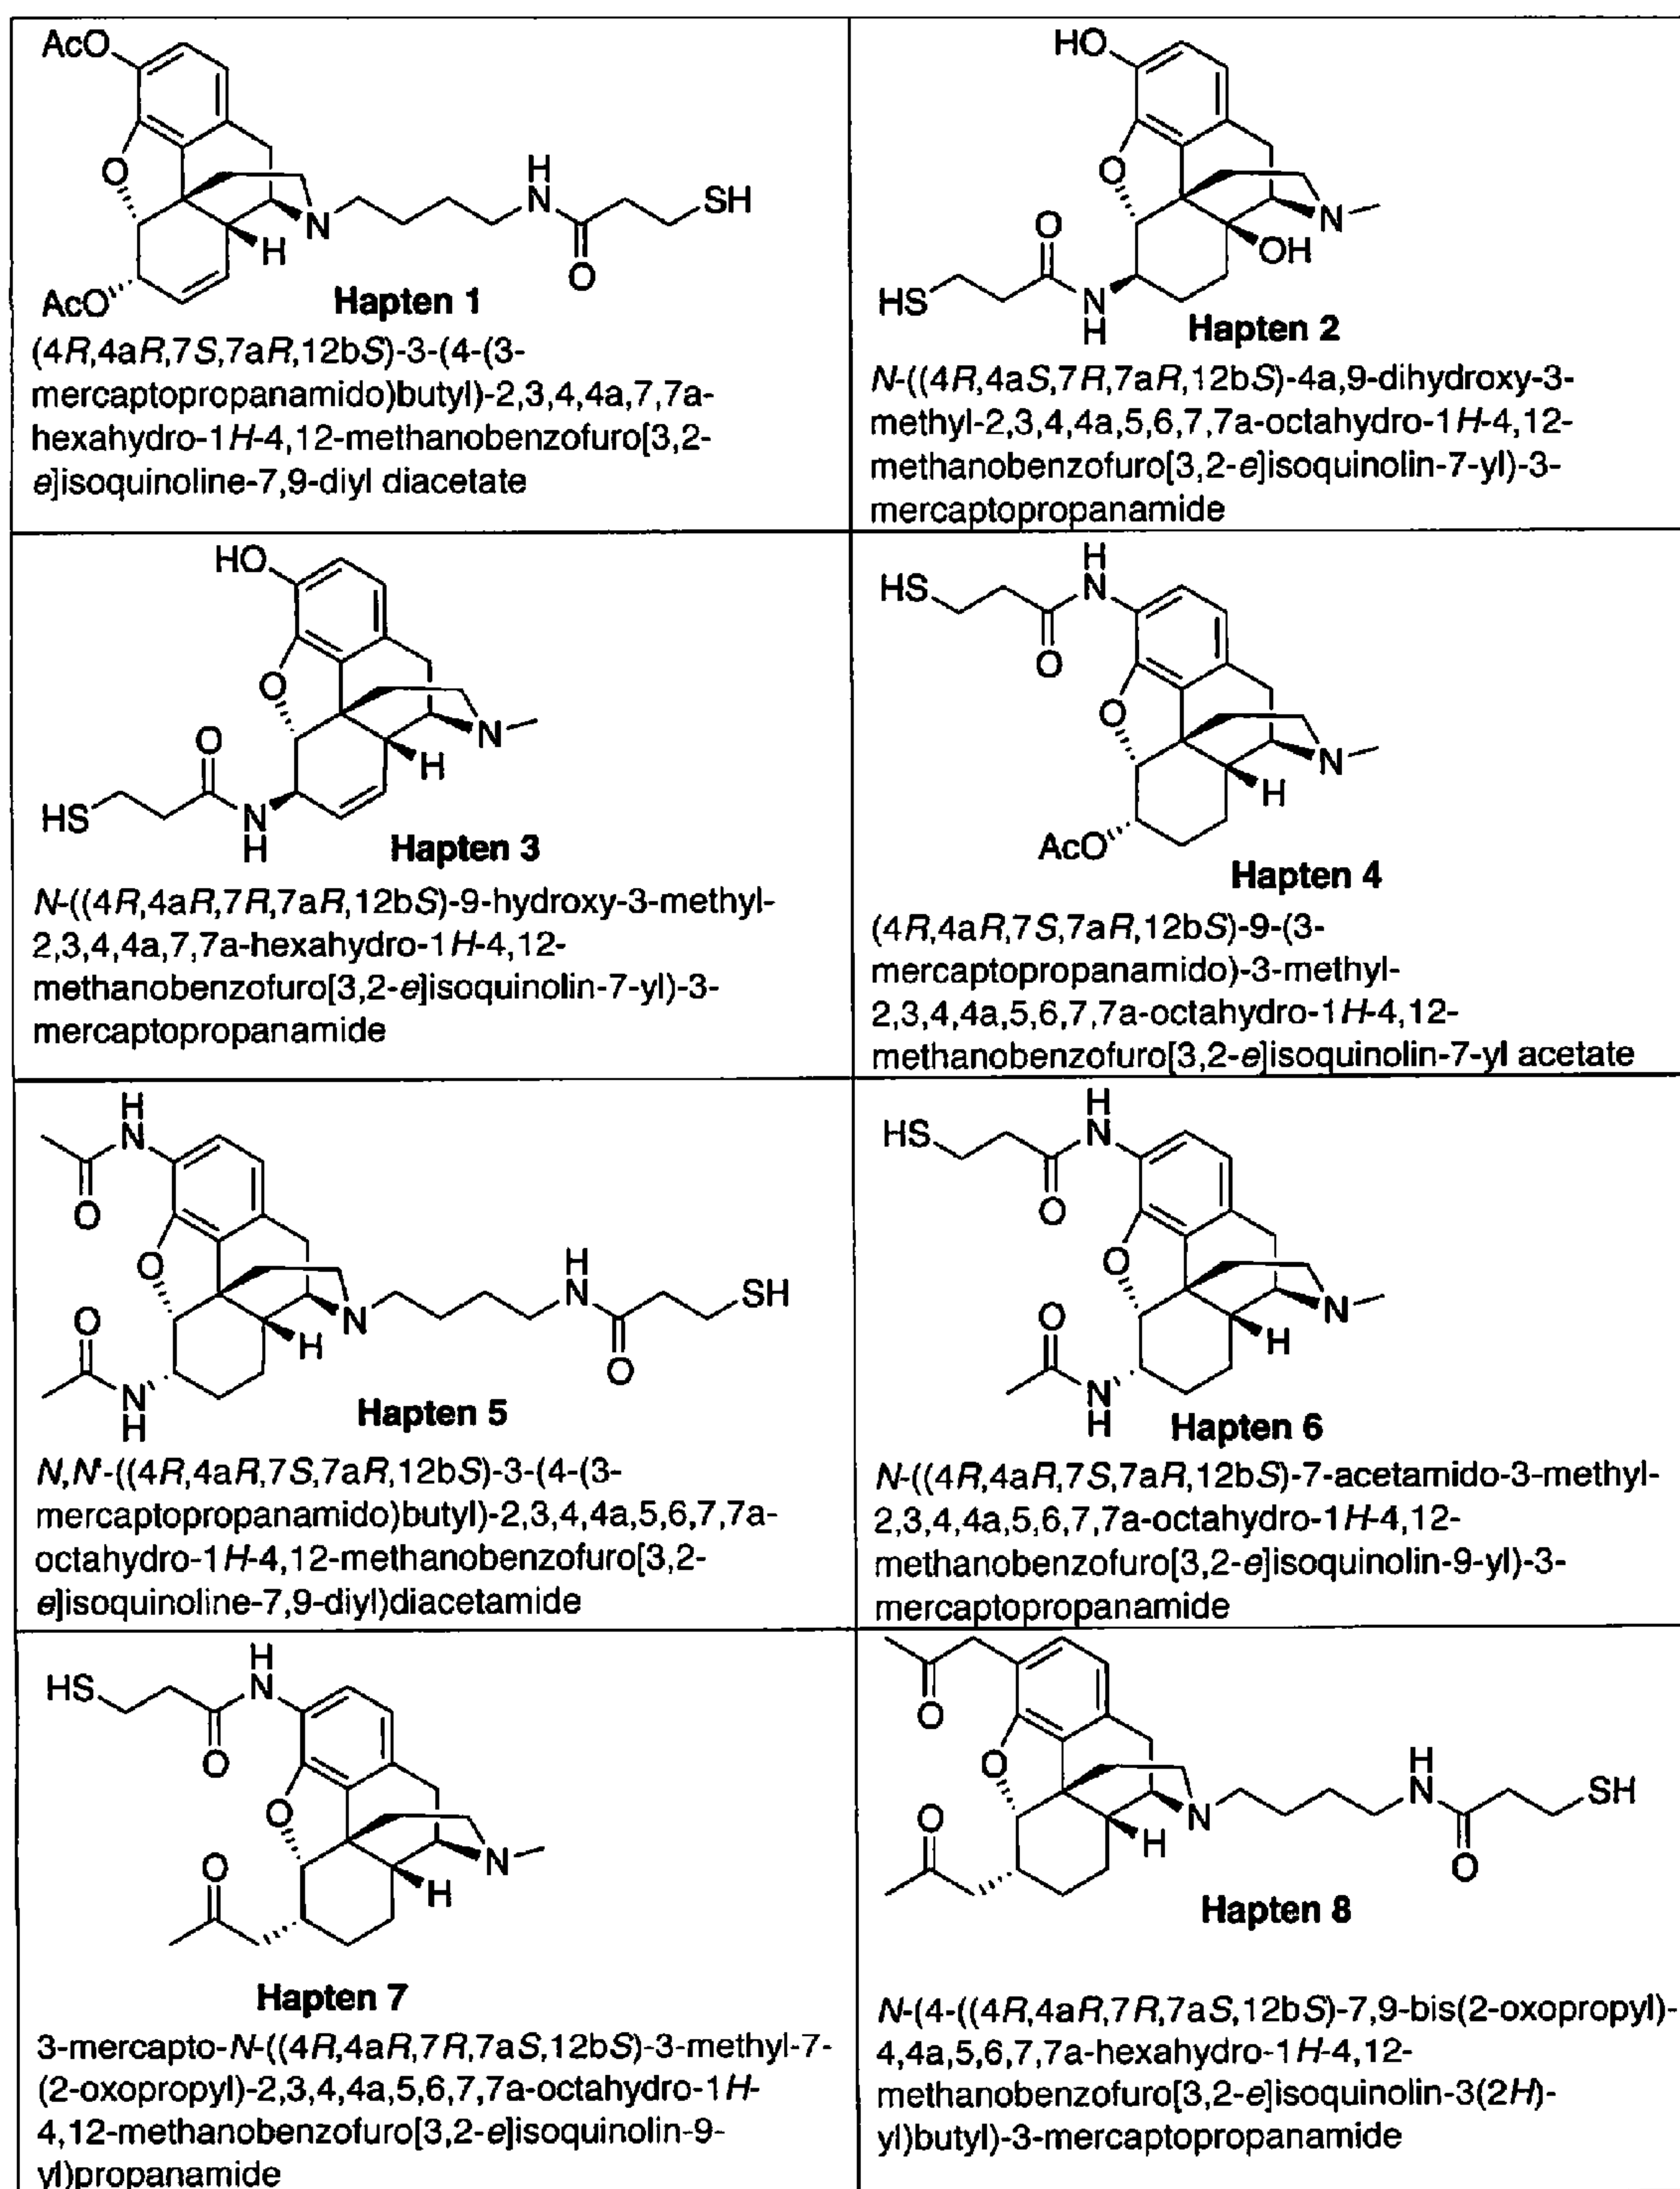 AcO
O
N
H
H
N
O
SH
AcO
Hapten 1
(4R,4aR,7S,7aR,12bS)-3-(4-(3-
mercaptopropanamido)butyl)-2,3,4,4a,7,7a-
hexahydro-1H-4,12-methanobenzofuro[3,2-
e]isoquinoline-7,9-diyl diacetate
HO
O
N
OH
O
HS
N
H
Hapten 2
N-((4R,4aS,7R,7aR,12bS)-4a,9-dihydroxy-3-
methyl-2,3,4,4a,5,6,7,7a-octahydro-1H-4,12-
methanobenzofuro[3,2-e]isoquinolin-7-yl)-3-
mercaptopropanamide
HO
O
N
H
O
HS
N
H
Hapten 3
N-((4R,4aR,7R,7aR,12bS)-9-hydroxy-3-methyl-
2,3,4,4a,7,7a-hexahydro-1H-4,12-
methanobenzofuro[3,2-e]isoquinolin-7-yl)-3-
mercaptopropanamide
H
HS
N
O
O
N
H
AcO
Hapten 4
(4R,4aR,7S,7aR,12bS)-9-(3-
mercaptopropanamido)-3-methyl-
2,3,4,4a,5,6,7,7a-octahydro-1H-4,12-
methanobenzofuro[3,2-e]isoquinolin-7-yl acetate
H
N
O
O
H
N
SH
O
N
H
O
N
H
Hapten 5
N,N'-((4R,4aR,7S,7aR,12bS)-3-(4-(3-
mercaptopropanamido)butyl)-2,3,4,4a,5,6,7,7a-
octahydro-1H-4,12-methanobenzofuro[3,2-
e]isoquinoline-7,9-diyl)diacetamide
H
HS
N
O
O
N
O
H
N
H
Hapten 6
N-((4R,4aR,7S,7aR,12bS)-7-acetamido-3-methyl-
2,3,4,4a,5,6,7,7a-octahydro-1H-4,12-
methanobenzofuro[3,2-e]isoquinolin-9-yl)-3-
mercaptopropanamide
H
HS
N
O
O
N
O
H
Hapten 7
3-mercapto-N-((4R,4aR,7R,7aS,12bS)-3-methyl-7-
(2-oxopropyl)-2,3,4,4a,5,6,7,7a-octahydro-1H-
4,12-methanobenzofuro[3,2-e]isoquinolin-9-
yl)propanamide
O
O
H
N
SH
O
N
H
O
Hapten 8
N-(4-((4R,4aR,7R,7aS,12bS)-7,9-bis(2-oxopropyl)-
4,4a,5,6,7,7a-hexahydro-1H-4,12-
methanobenzofuro[3,2-e]isoquinolin-3(2H)-
yl)butyl)-3-mercaptopropanamide